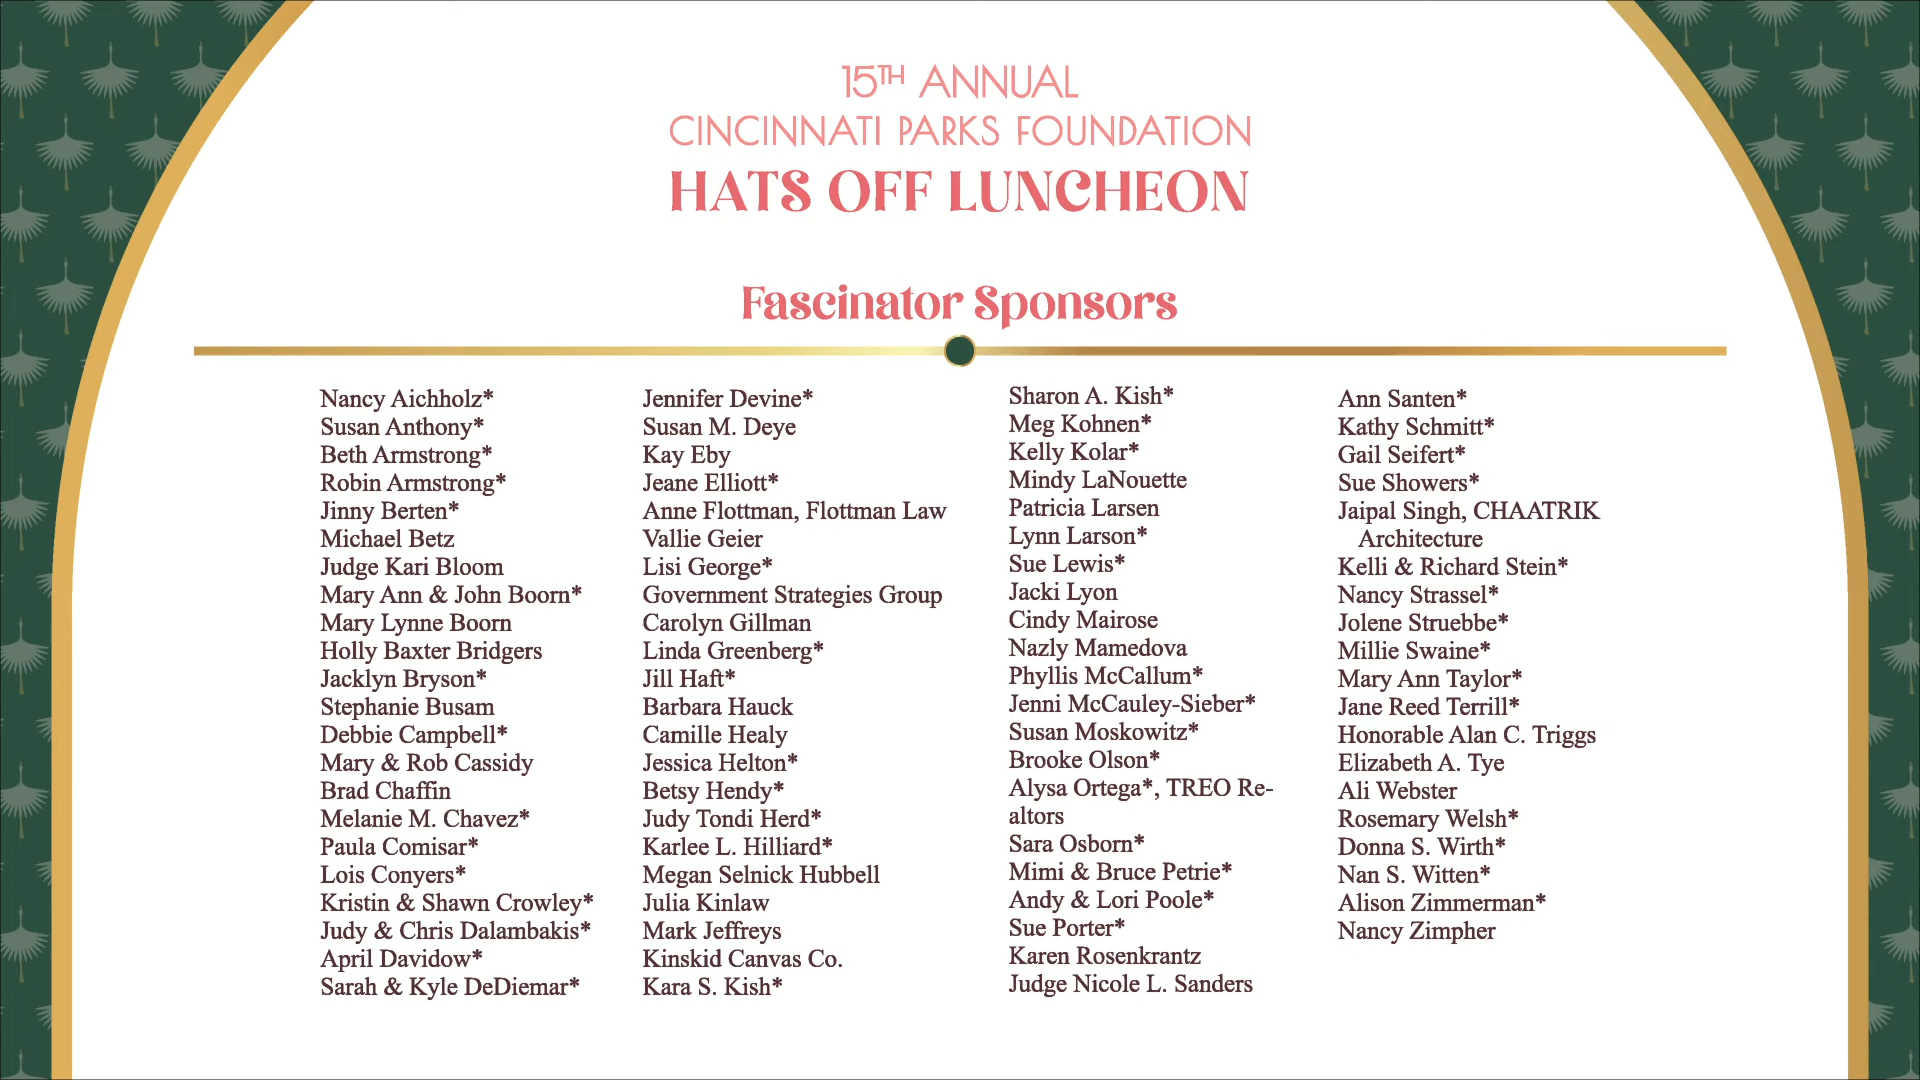 15TH ANNUAL
CINCINNATI PARKS FOUNDATION
HATS OFF LUNCHEON
Fascinator Sponsors
Nancy Aichholz*
Susan Anthony*
Beth Armstrong*
Robin Armstrong*
Jinny Berten*
Michael Betz
Judge Kari Bloom
Mary Ann & John Boorn*
Mary Lynne Boorn
Holly Baxter Bridgers
Jacklyn Bryson*
Stephanie Busam
Debbie Campbell*
Mary & Rob Cassidy
Brad Chaffin
Melanie M. Chavez*
Paula Comisar*
Lois Conyers*
Kristin & Shawn Crowley*
Judy & Chris Dalambakis*
April Davidow*
Sarah & Kyle DeDiemar*
Jennifer Devine*
Susan M. Deye
Kay Eby
Jeane Elliott*
Anne Flottman, Flottman Law
Vallie Geier
Lisi George*
Government Strategies Group
Carolyn Gillman
Linda Greenberg*
Jill Haft*
Barbara Hauck
Camille Healy
Jessica Helton*
Betsy Hendy*
Judy Tondi Herd*
Karlee L. Hilliard*
Megan Selnick Hubbell
Julia Kinlaw
Mark Jeffreys
Kinskid Canvas Co.
Kara S. Kish*
Sharon A. Kish*
Meg Kohnen*
Kelly Kolar*
Mindy LaNouette
Patricia Larsen
Lynn Larson*
Sue Lewis*
Jacki Lyon
Cindy Mairose
Nazly Mamedova
Phyllis McCallum*
Jenni McCauley-Sieber*
Susan Moskowitz*
Brooke Olson*
Alysa Ortega*, TREO Re-
altors
Sara Osborn*
Mimi & Bruce Petrie*
Andy & Lori Poole*
Sue Porter*
Karen Rosenkrantz
Judge Nicole L. Sanders
Ann Santen*
Kathy Schmitt*
Gail Seifert*
Sue Showers*
Jaipal Singh, CHAATRIK
Architecture
Kelli & Richard Stein*
Nancy Strassel*
Jolene Struebbe*
Millie Swaine*
Mary Ann Taylor*
Jane Reed Terrill*
Honorable Alan C. Triggs
Elizabeth A. Tye
Ali Webster
Rosemary Welsh*
Donna S. Wirth*
Nan S. Witten*
Alison Zimmerman*
Nancy Zimpher